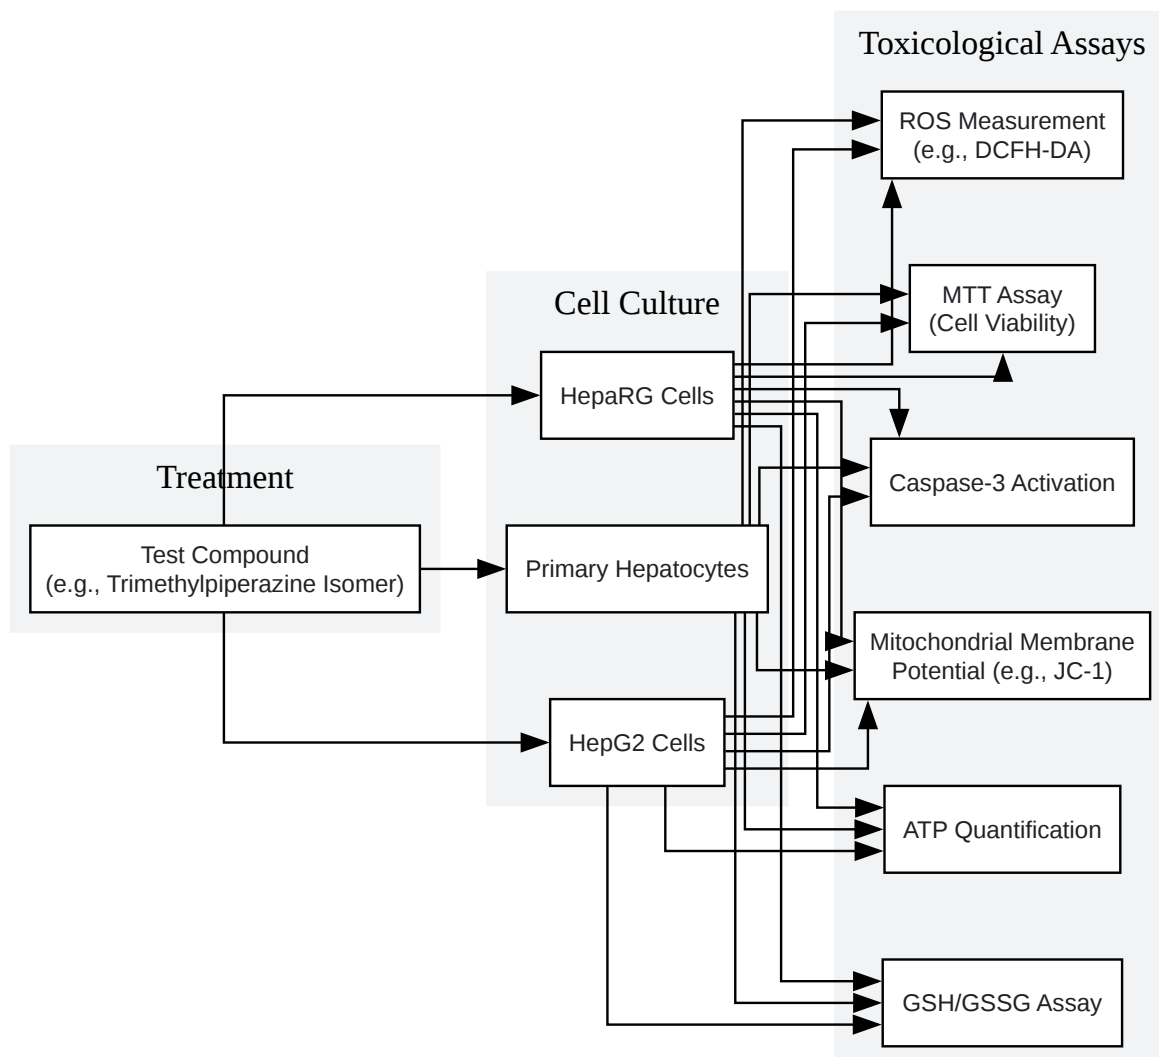 Toxicological Assays
ROS Measurement
(e.g., DCFH-DA)
MTT Assay
(Cell Viability)
Cell Culture
HepaRG Cells
Caspase-3 Activation
Treatment
Test Compound
(e.g., Trimethylpiperazine Isomer)
Primary Hepatocytes
Mitochondrial Membrane
Potential (e.g., JC-1)
HepG2 Cells
ATP Quantification
GSH/GSSG Assay